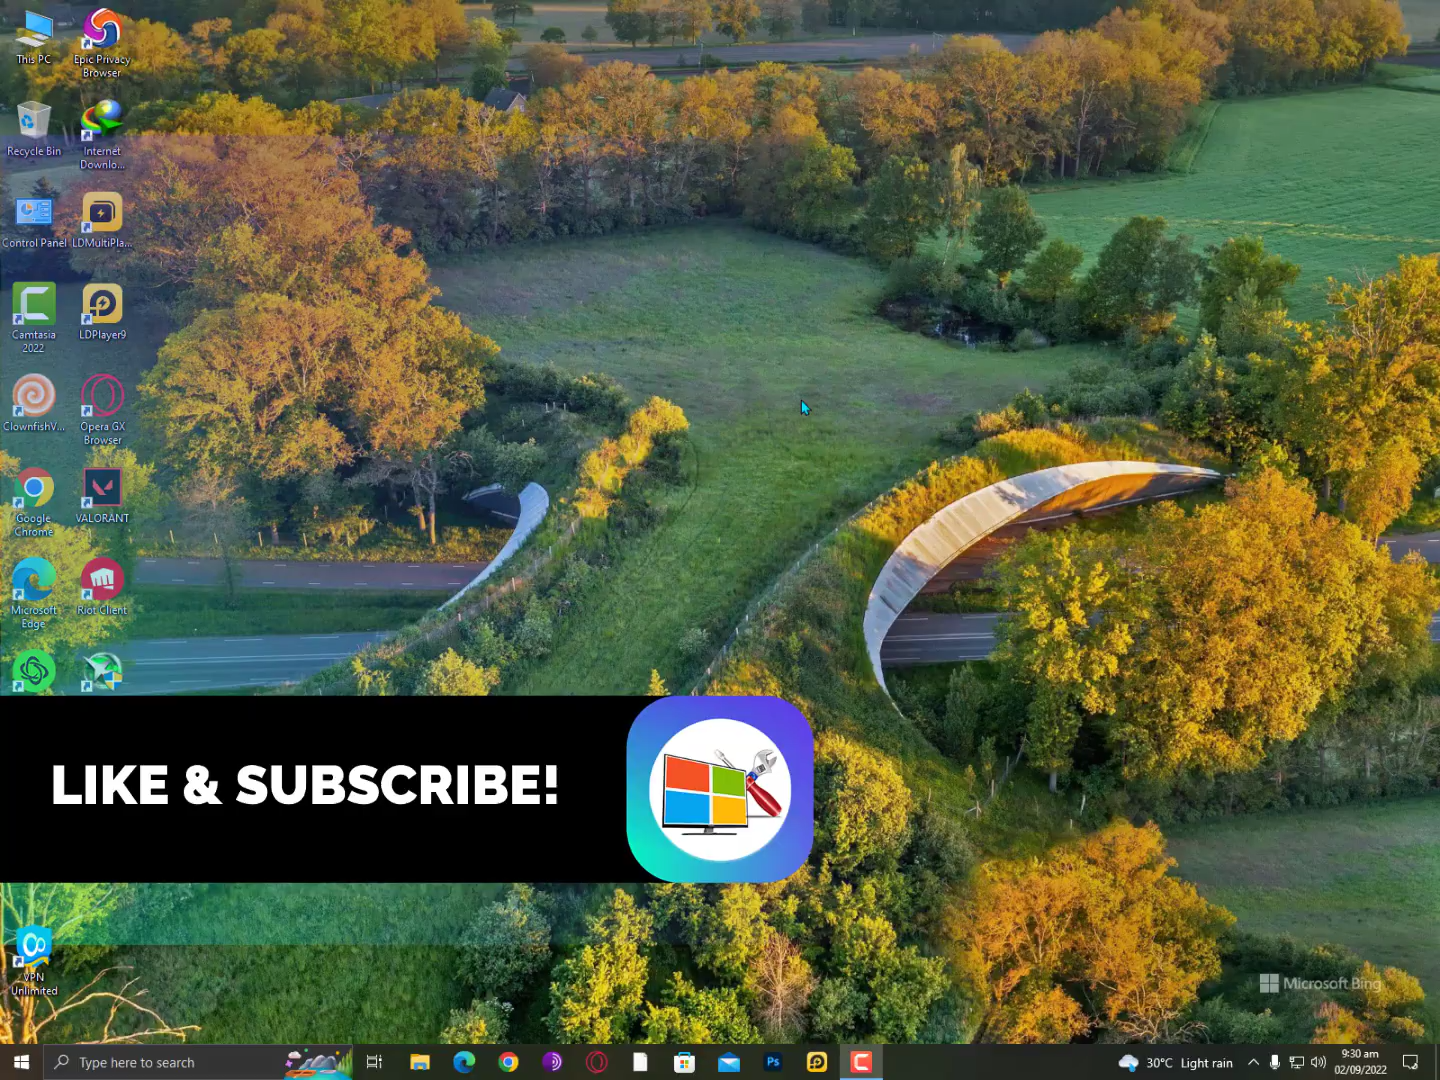 This PC
Epic Privacy
Browser
Recycle Bin
Internet
Downlo...
Control Panel
LDMultiPla...
Camtasia
2022
LDPlayer9
ClownfishV...
Opera GX
Browser
Google
Chrome
VALORANT
Microsoft
Edge
Riot Client
LIKE & SUBSCRIBE!
VPN
Unlimited
Microsoft Bing
Type here to search
Ps
30°C Light rain
9:30 am
02/09/2022